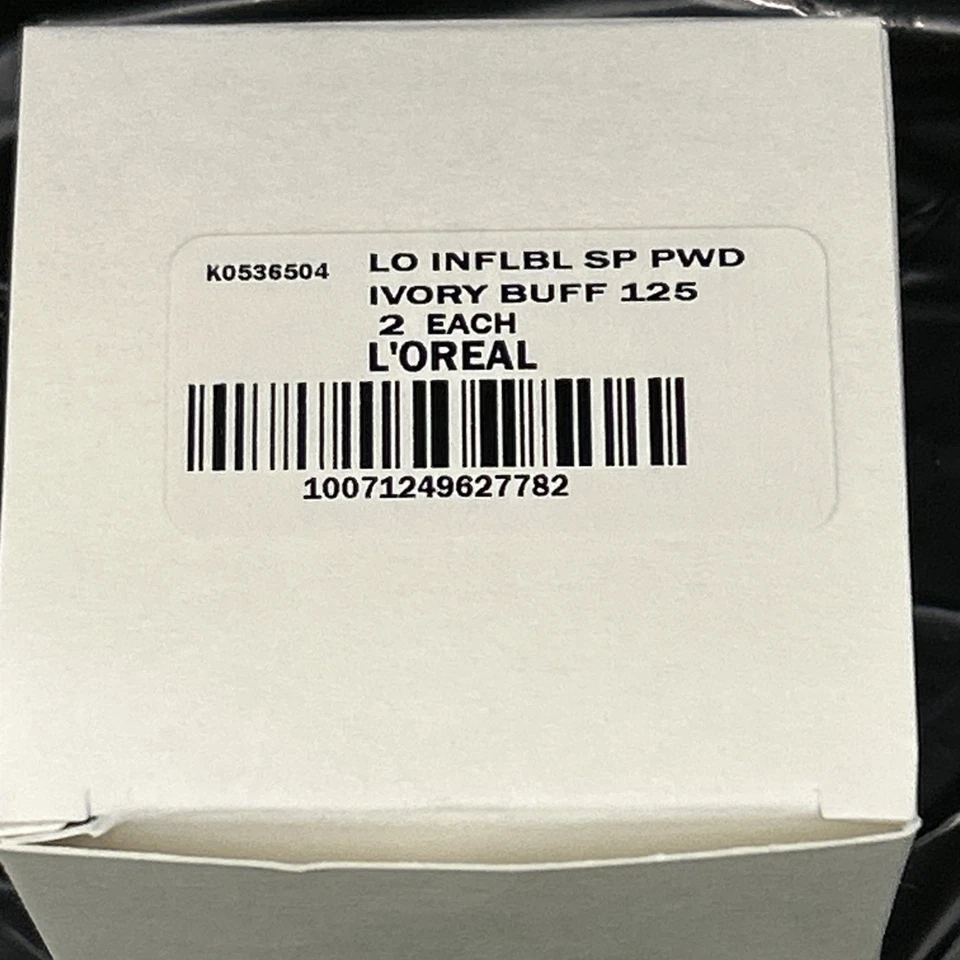 K0536504
LO INFLBL SP PWD
IVORY BUFF 125
2 EACH
L'OREAL
10071249627782